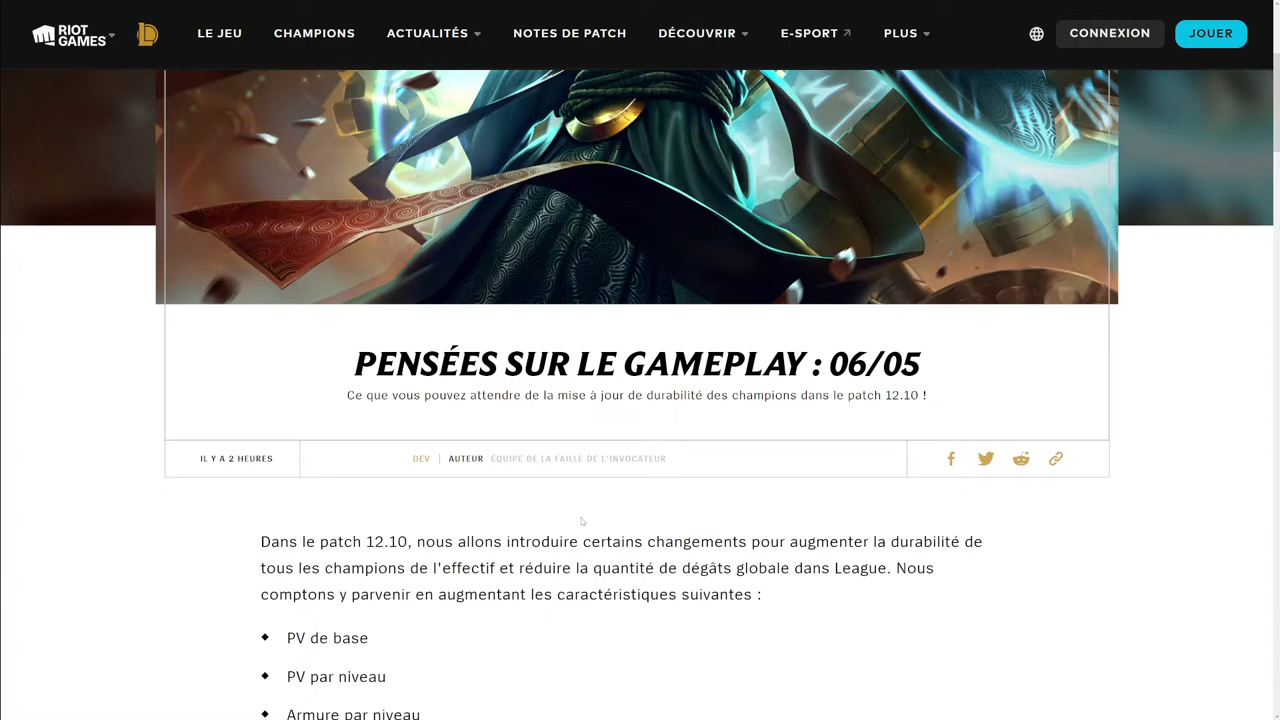 RIOT GAMES
LE JEU
CHAMPIONS
ACTUALITÉS
NOTES DE PATCH
DÉCOUVRIR
E-SPORT
PLUS
CONNEXION
JOUER
PENSÉES SUR LE GAMEPLAY : 06/05
Ce que vous pouvez attendre de la mise à jour de durabilité des champions dans le patch 12.10 !
IL Y A 2 HEURES
DEV | AUTEUR ÉQUIPE DE LA FAILLE DE L'INVOCATEUR
Dans le patch 12.10, nous allons introduire certains changements pour augmenter la durabilité de
tous les champions de l'effectif et réduire la quantité de dégâts globale dans League. Nous
comptons y parvenir en augmentant les caractéristiques suivantes :
PV de base
PV par niveau
Armure par niveau